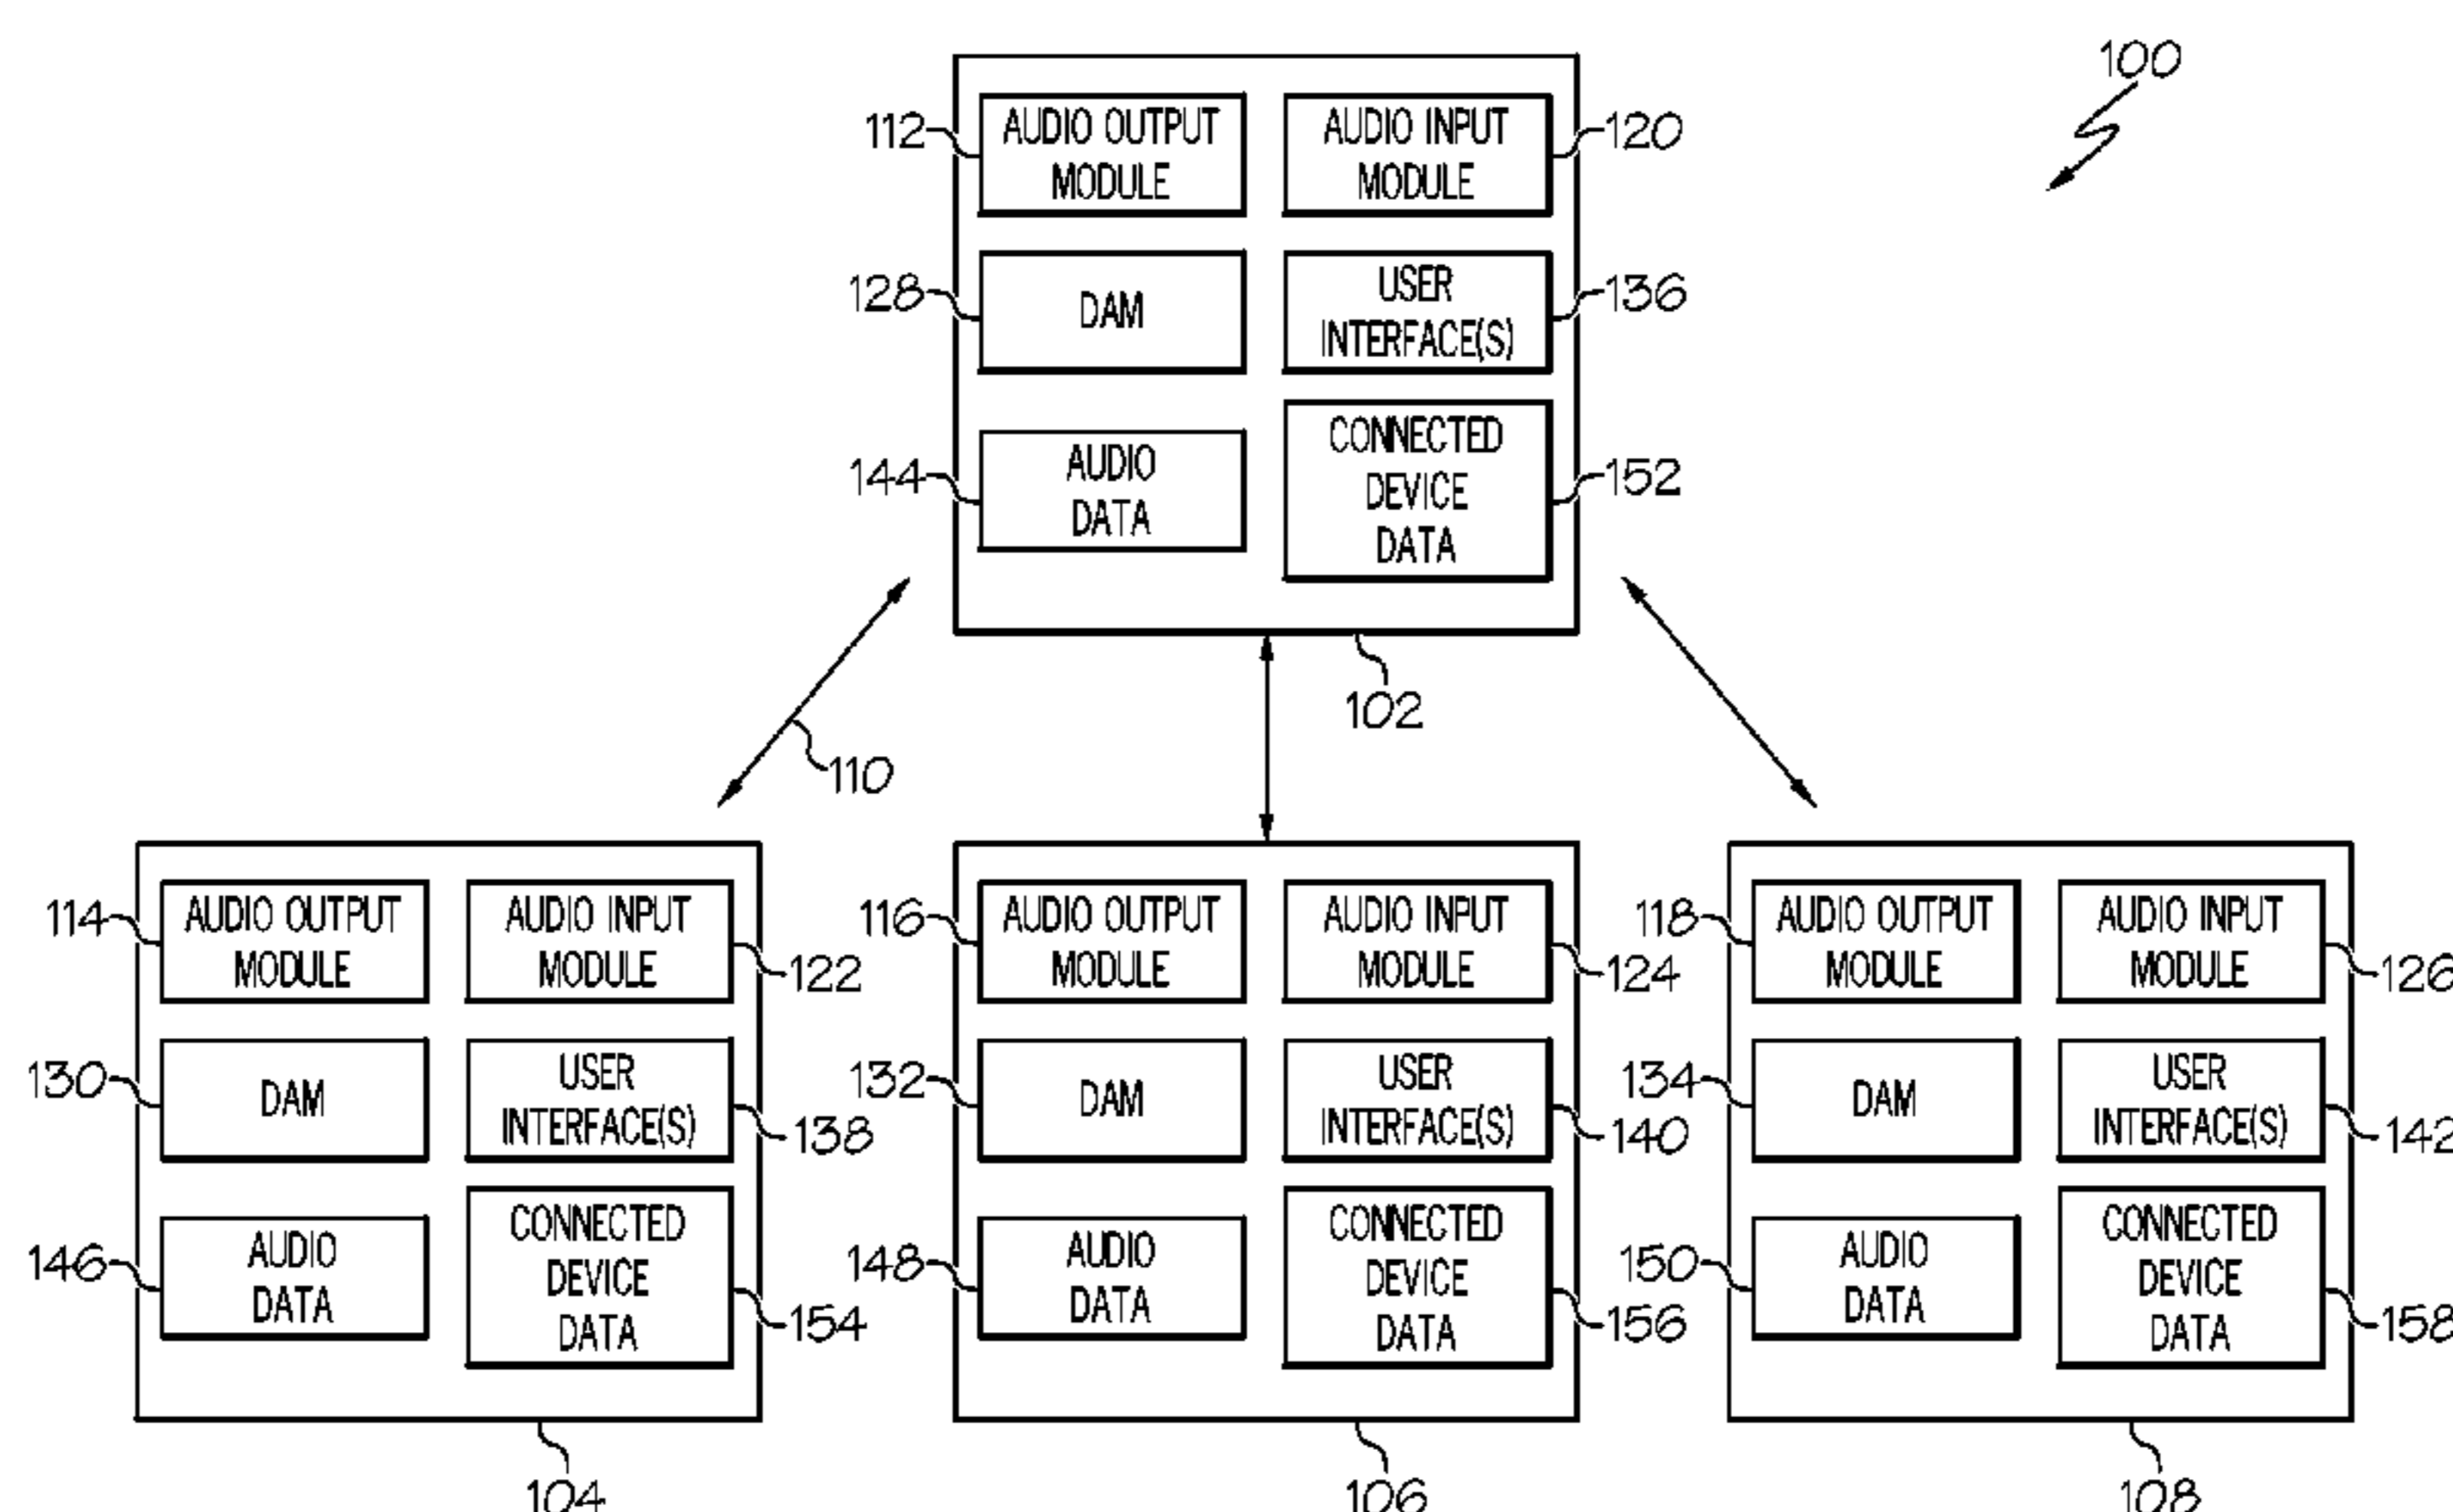 100
112
AUDIO OUTPUT
MODULE
AUDIO INPUT
MODULE
120
128
DAM
USER
INTERFACE(S)
136
144
AUDIO
DATA
CONNECTED
DEVICE
DATA
152
102
110
114
AUDIO OUTPUT
MODULE
AUDIO INPUT
MODULE
122
130
DAM
USER
INTERFACE(S)
138
146
AUDIO
DATA
CONNECTED
DEVICE
DATA
154
104
116
AUDIO OUTPUT
MODULE
AUDIO INPUT
MODULE
124
132
DAM
USER
INTERFACE(S)
140
148
AUDIO
DATA
CONNECTED
DEVICE
DATA
156
106
118
AUDIO OUTPUT
MODULE
AUDIO INPUT
MODULE
126
134
DAM
USER
INTERFACE(S)
142
150
AUDIO
DATA
CONNECTED
DEVICE
DATA
158
108